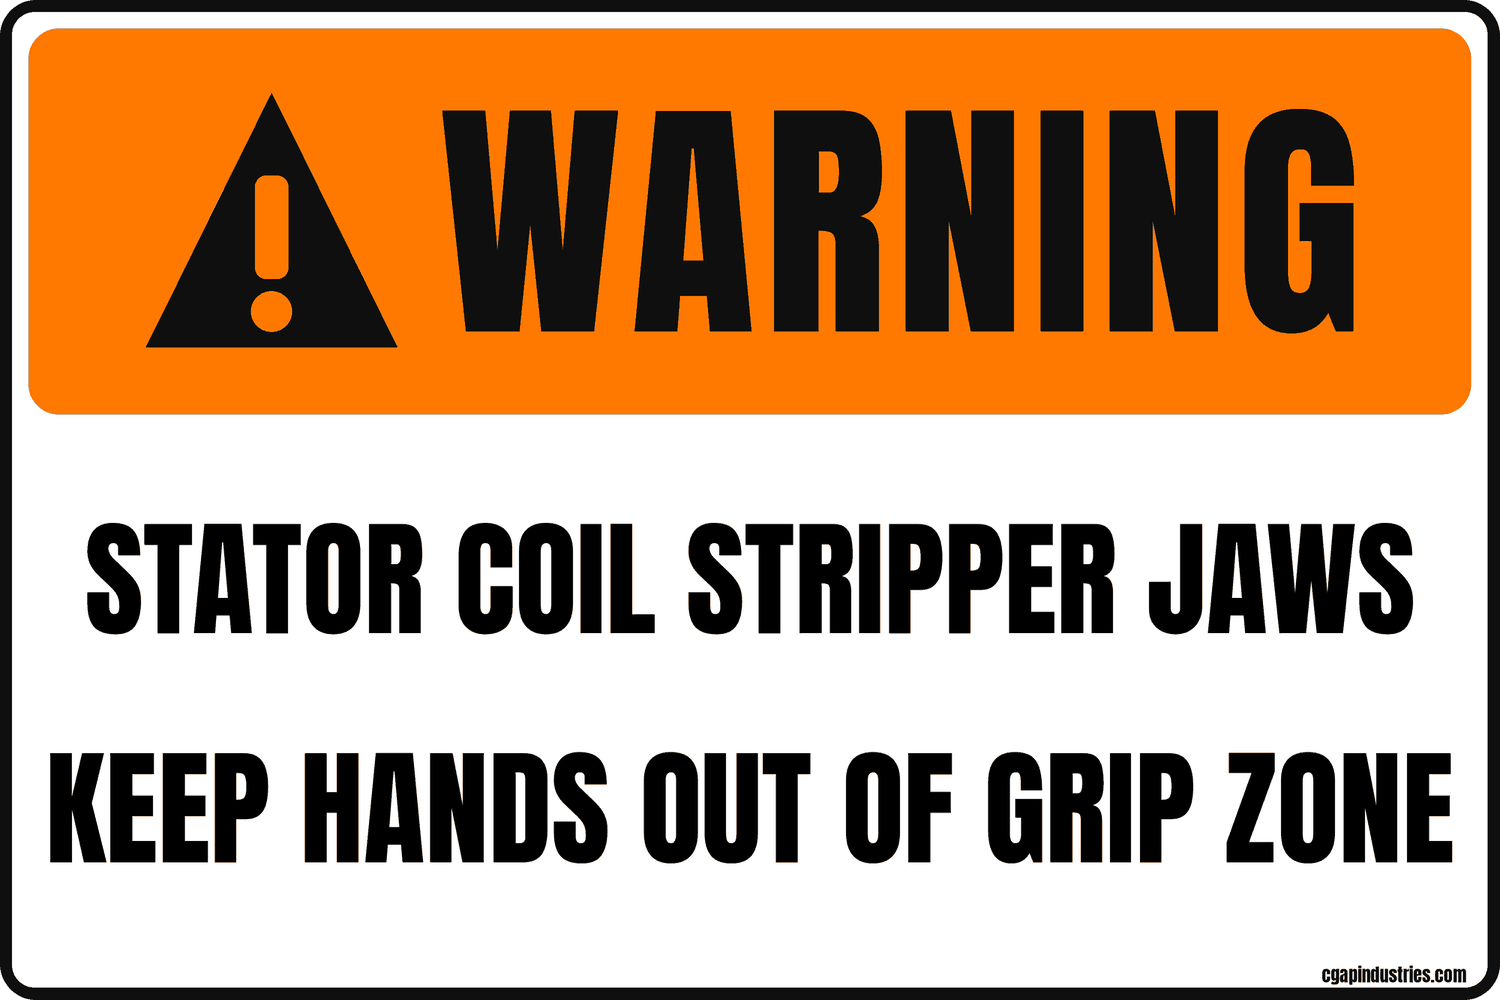 WARNING
STATOR COIL STRIPPER JAWS
KEEP HANDS OUT OF GRIP ZONE
cgapindustries.com